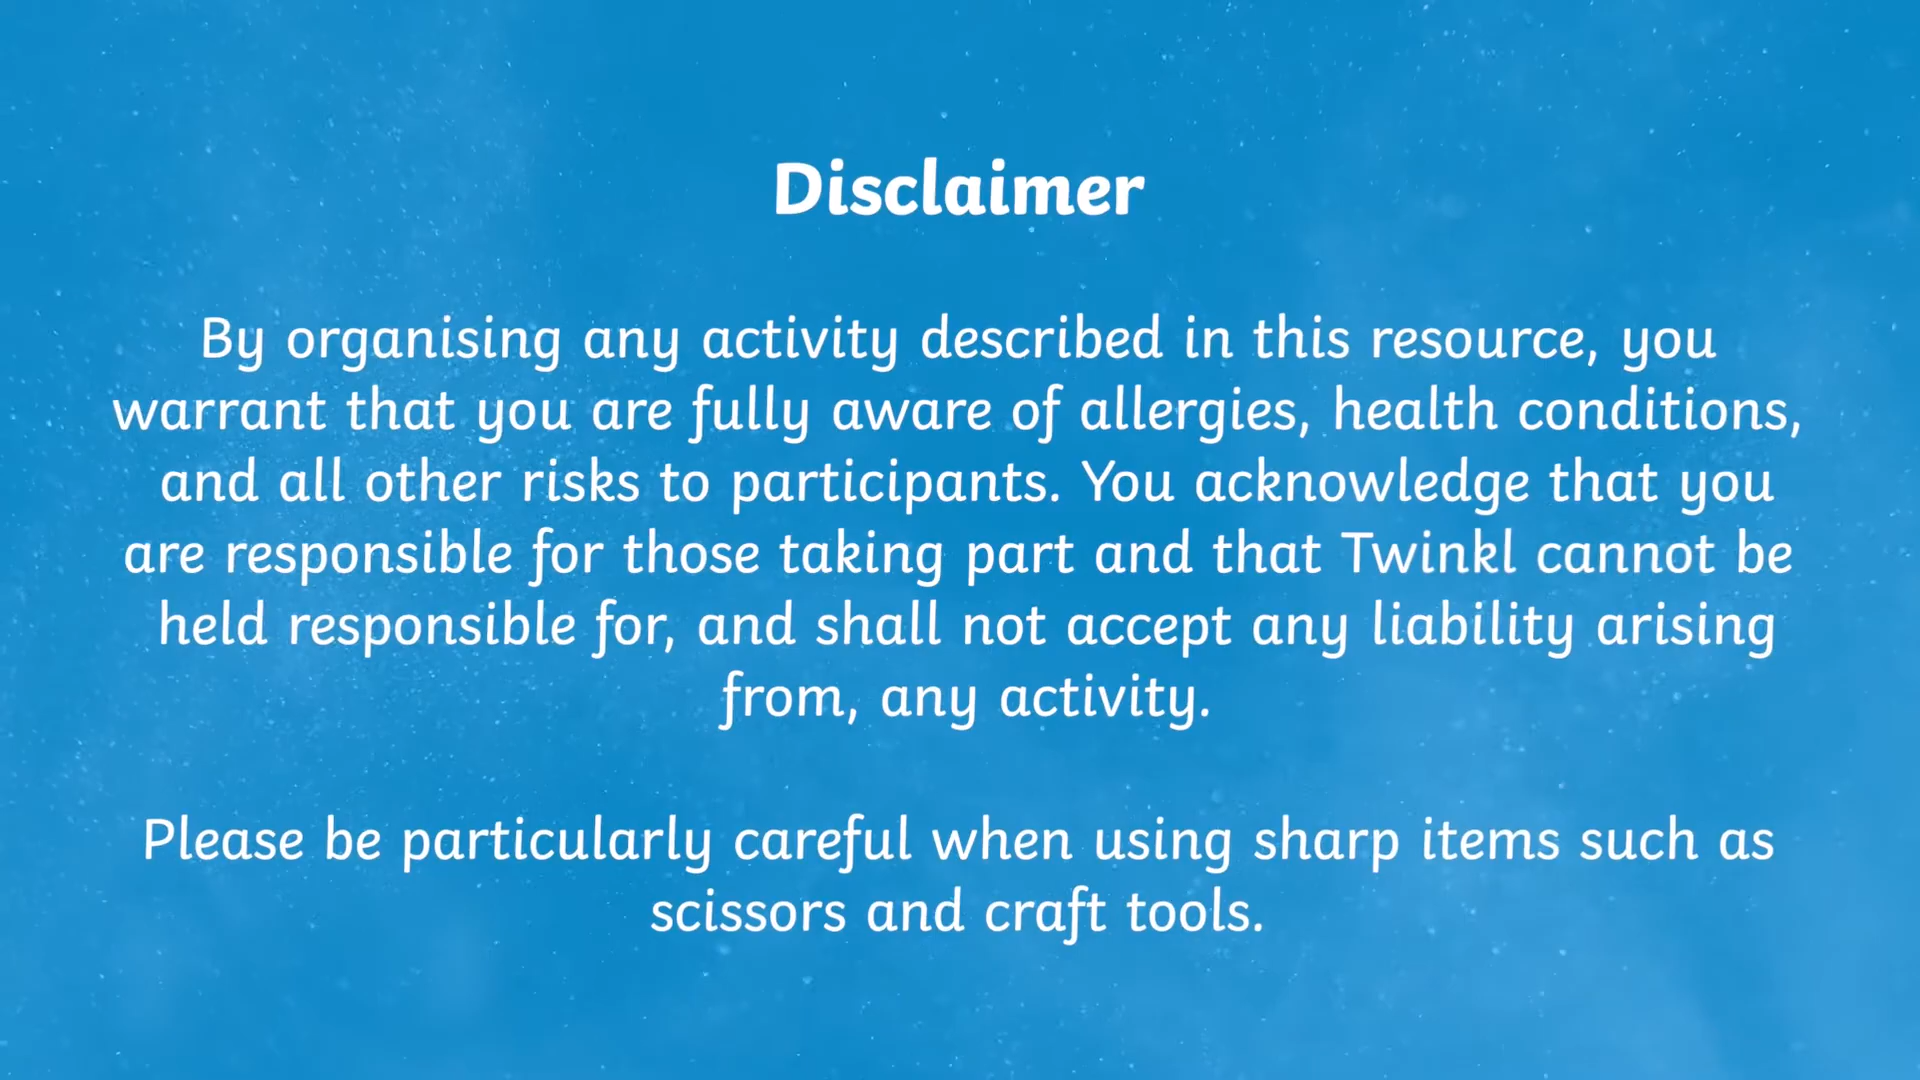 Disclaimer
By organising any activity described in this resource, you
warrant that you are fully aware of allergies, health conditions,
and all other risks to participants. You acknowledge that you
are responsible for those taking part and that Twinkl cannot be
held responsible for, and shall not accept any liability arising
from, any activity.
Please be particularly careful when using sharp items such as
scissors and craft tools.